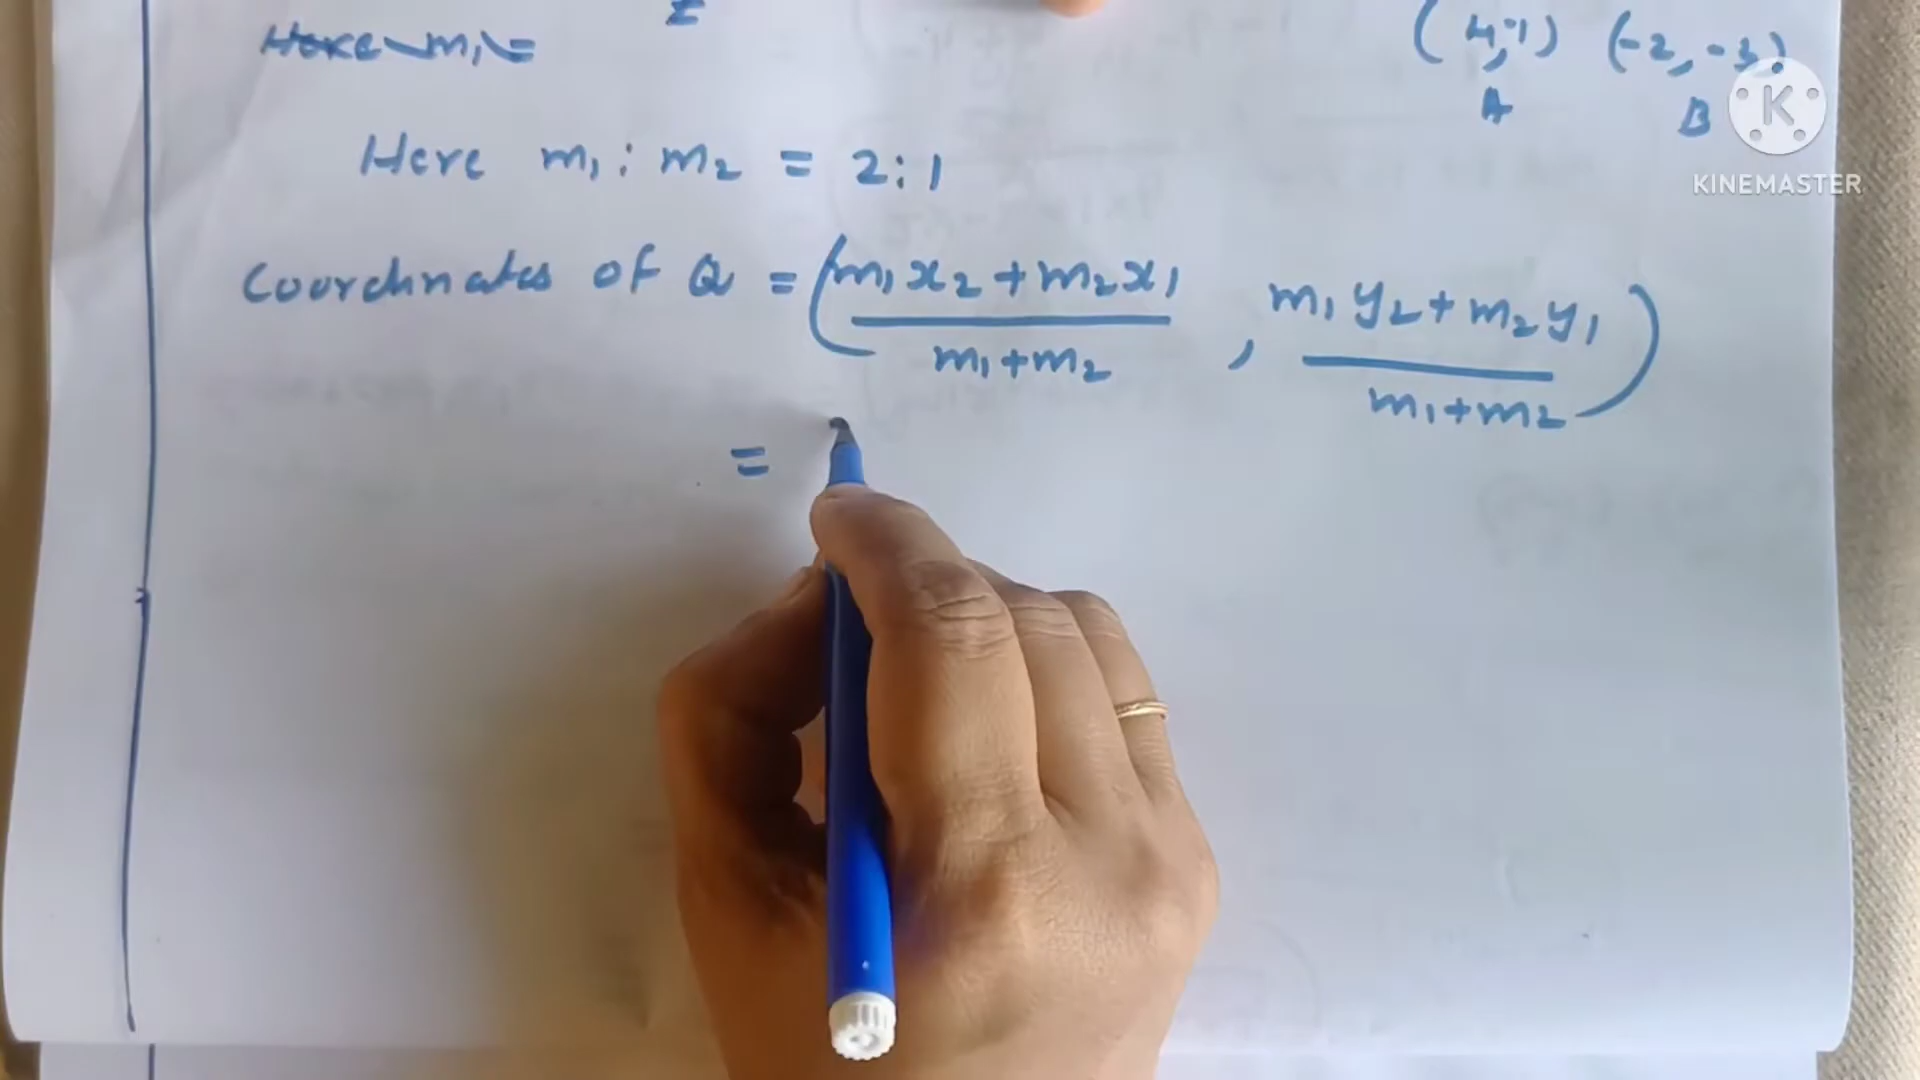 (4,-1) (-2, -3)
A B
Here m₁ : m₂ = 2:1
Coordinates of Q = (m₁x₂+m₂x₁ / m₁+m₂ , m₁y₂+m₂y₁ / m₁+m₂)
=
K
KINEMASTER